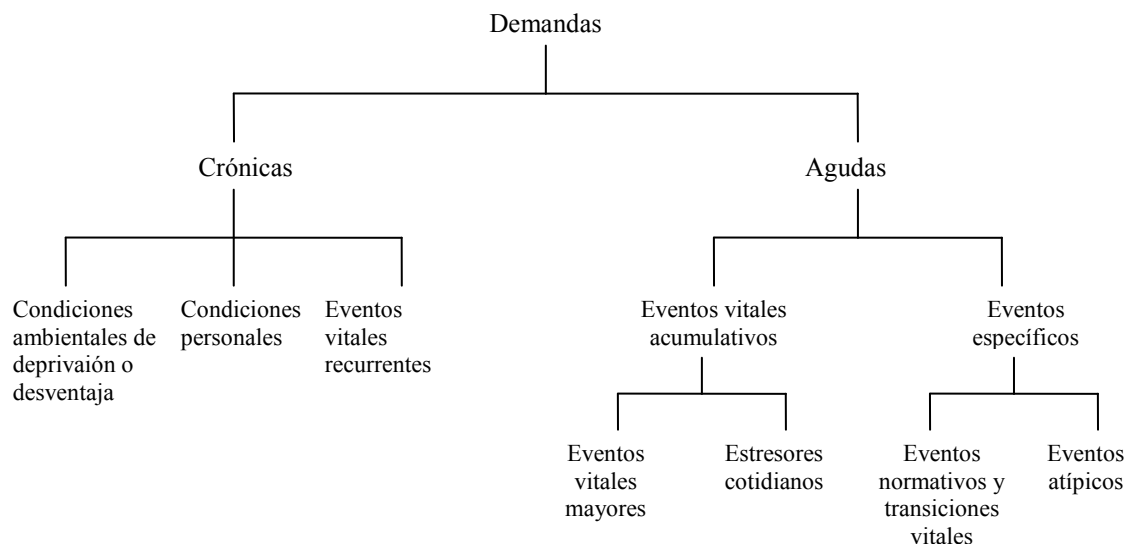 Demandas
Crónicas
Agudas
Condiciones
ambientales de
deprivaión o
desventaja
Condiciones
personales
Eventos
vitales
recurrentes
Eventos vitales
acumulativos
Eventos
específicos
Eventos
vitales
mayores
Estresores
cotidianos
Eventos
normativos y
transiciones
vitales
Eventos
atípicos